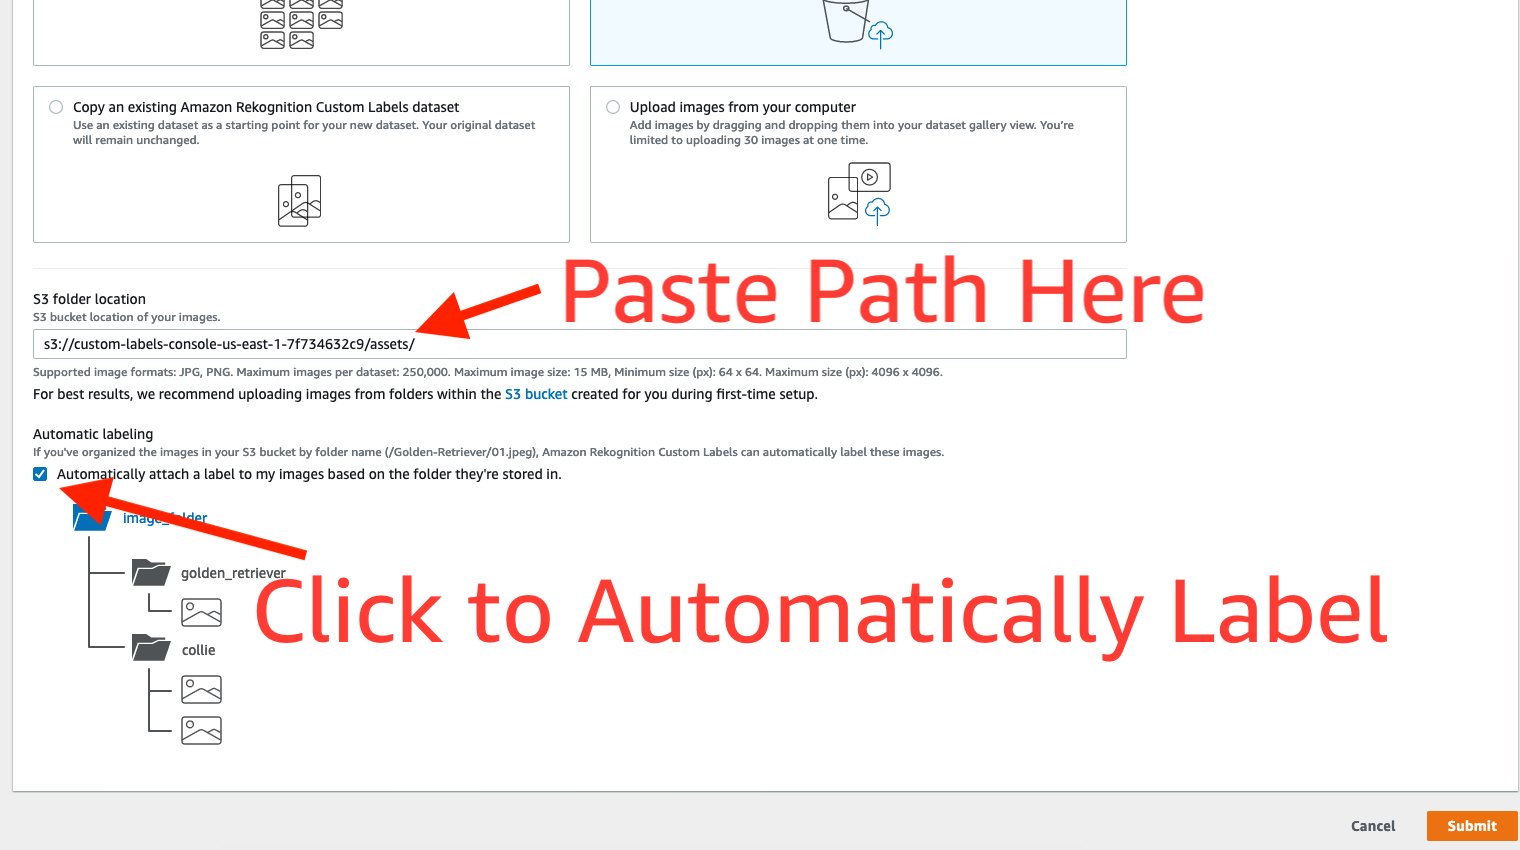 Copy an existing Amazon Rekognition Custom Labels dataset
Use an existing dataset as a starting point for your new dataset. Your original dataset
will remain unchanged.
Upload images from your computer
Add images by dragging and dropping them into your dataset gallery view. You're
limited to uploading 30 images at one time.
Paste Path Here
S3 folder location
S3 bucket location of your images.
s3://custom-labels-console-us-east-1-7f734632c9/assets/
Supported image formats: JPG, PNG. Maximum images per dataset: 250,000. Maximum image size: 15 MB, Minimum size (px): 64 x 64. Maximum size (px): 4096 x 4096.
For best results, we recommend uploading images from folders within the S3 bucket created for you during first-time setup.
Automatic labeling
If you've organized the images in your S3 bucket by folder name (/Golden-Retriever/01.jpeg), Amazon Rekognition Custom Labels can automatically label these images.
Automatically attach a label to my images based on the folder they're stored in.
image_folder
golden_retriever
Click to Automatically Label
collie
Cancel
Submit